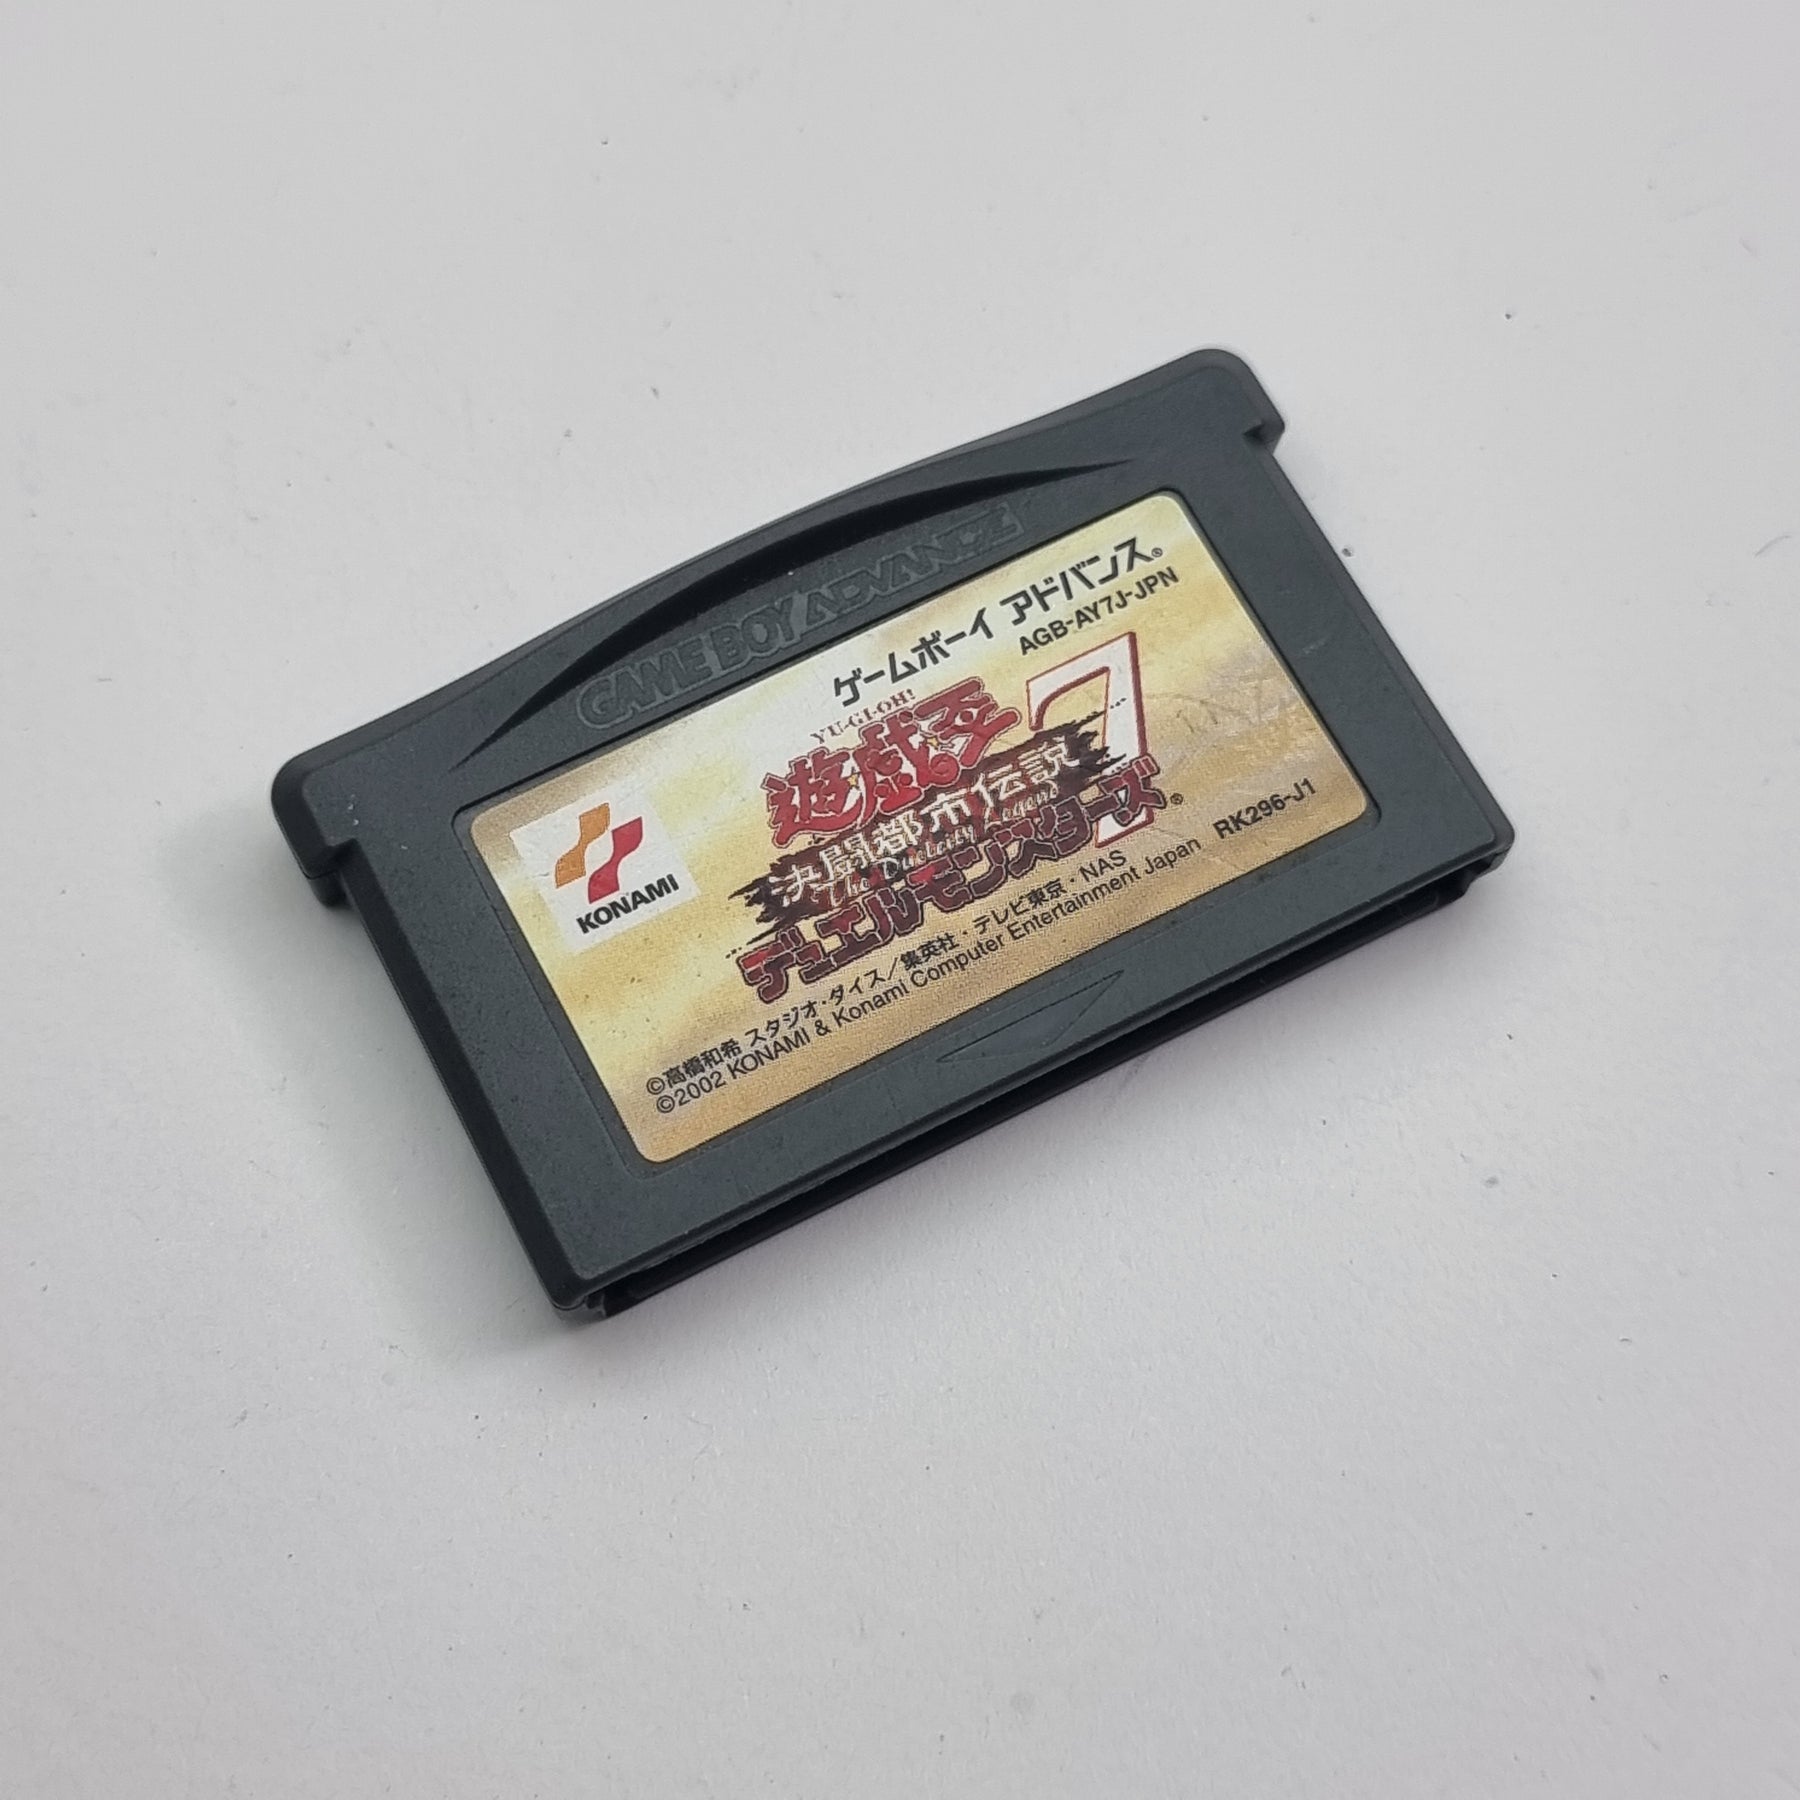 GAME BOY ADVANCE
ゲームボーイ アドバンス®
AGB-AY7J-JPN
YU-GI-OH!
遊戯王
7
決闘都市伝説
The Duelcity Legend
デュエルモンスターズ®
KONAMI
RK296-J1
©高橋和希 スタジオ・ダイス／集英社・テレビ東京・NAS
©2002 KONAMI & Konami Computer Entertainment Japan